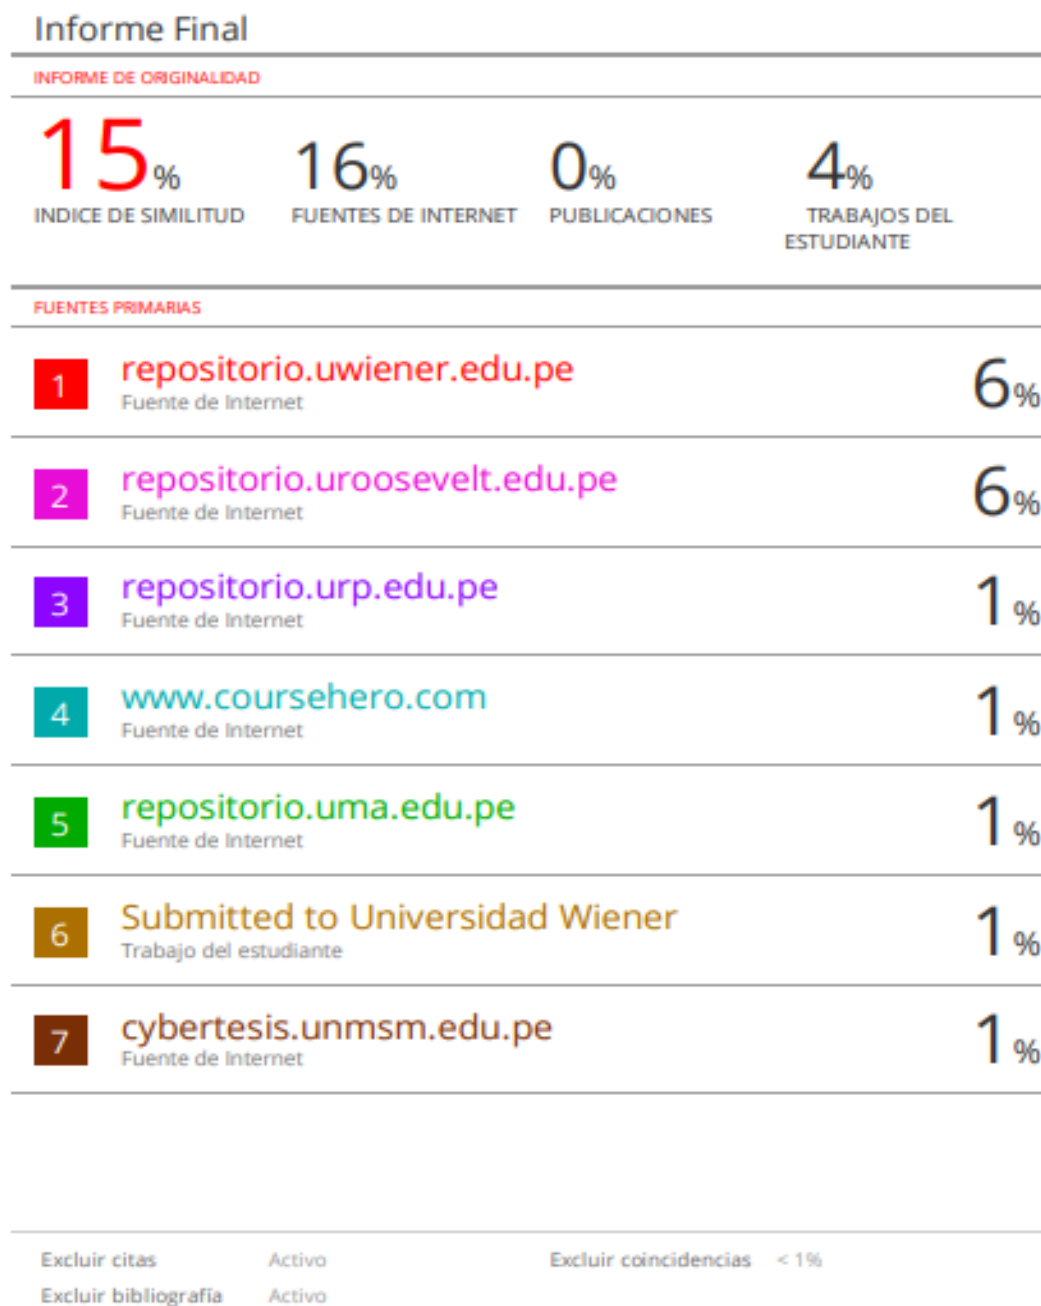 Informe Final
INFORME DE ORIGINALIDAD
15% 16% 0% 4%
INDICE DE SIMILITUD FUENTES DE INTERNET PUBLICACIONES TRABAJOS DEL
ESTUDIANTE
FUENTES PRIMARIAS
1 repositorio.uwiener.edu.pe 6%
Fuente de Internet
2 repositorio.uroosevelt.edu.pe 6%
Fuente de Internet
3 repositorio.urp.edu.pe 1%
Fuente de Internet
4 www.coursehero.com 1%
Fuente de Internet
5 repositorio.uma.edu.pe 1%
Fuente de Internet
6 Submitted to Universidad Wiener 1%
Trabajo del estudiante
7 cybertesis.unmsm.edu.pe 1%
Fuente de Internet
Excluir citas Activo Excluir coincidencias < 1%
Excluir bibliografía Activo